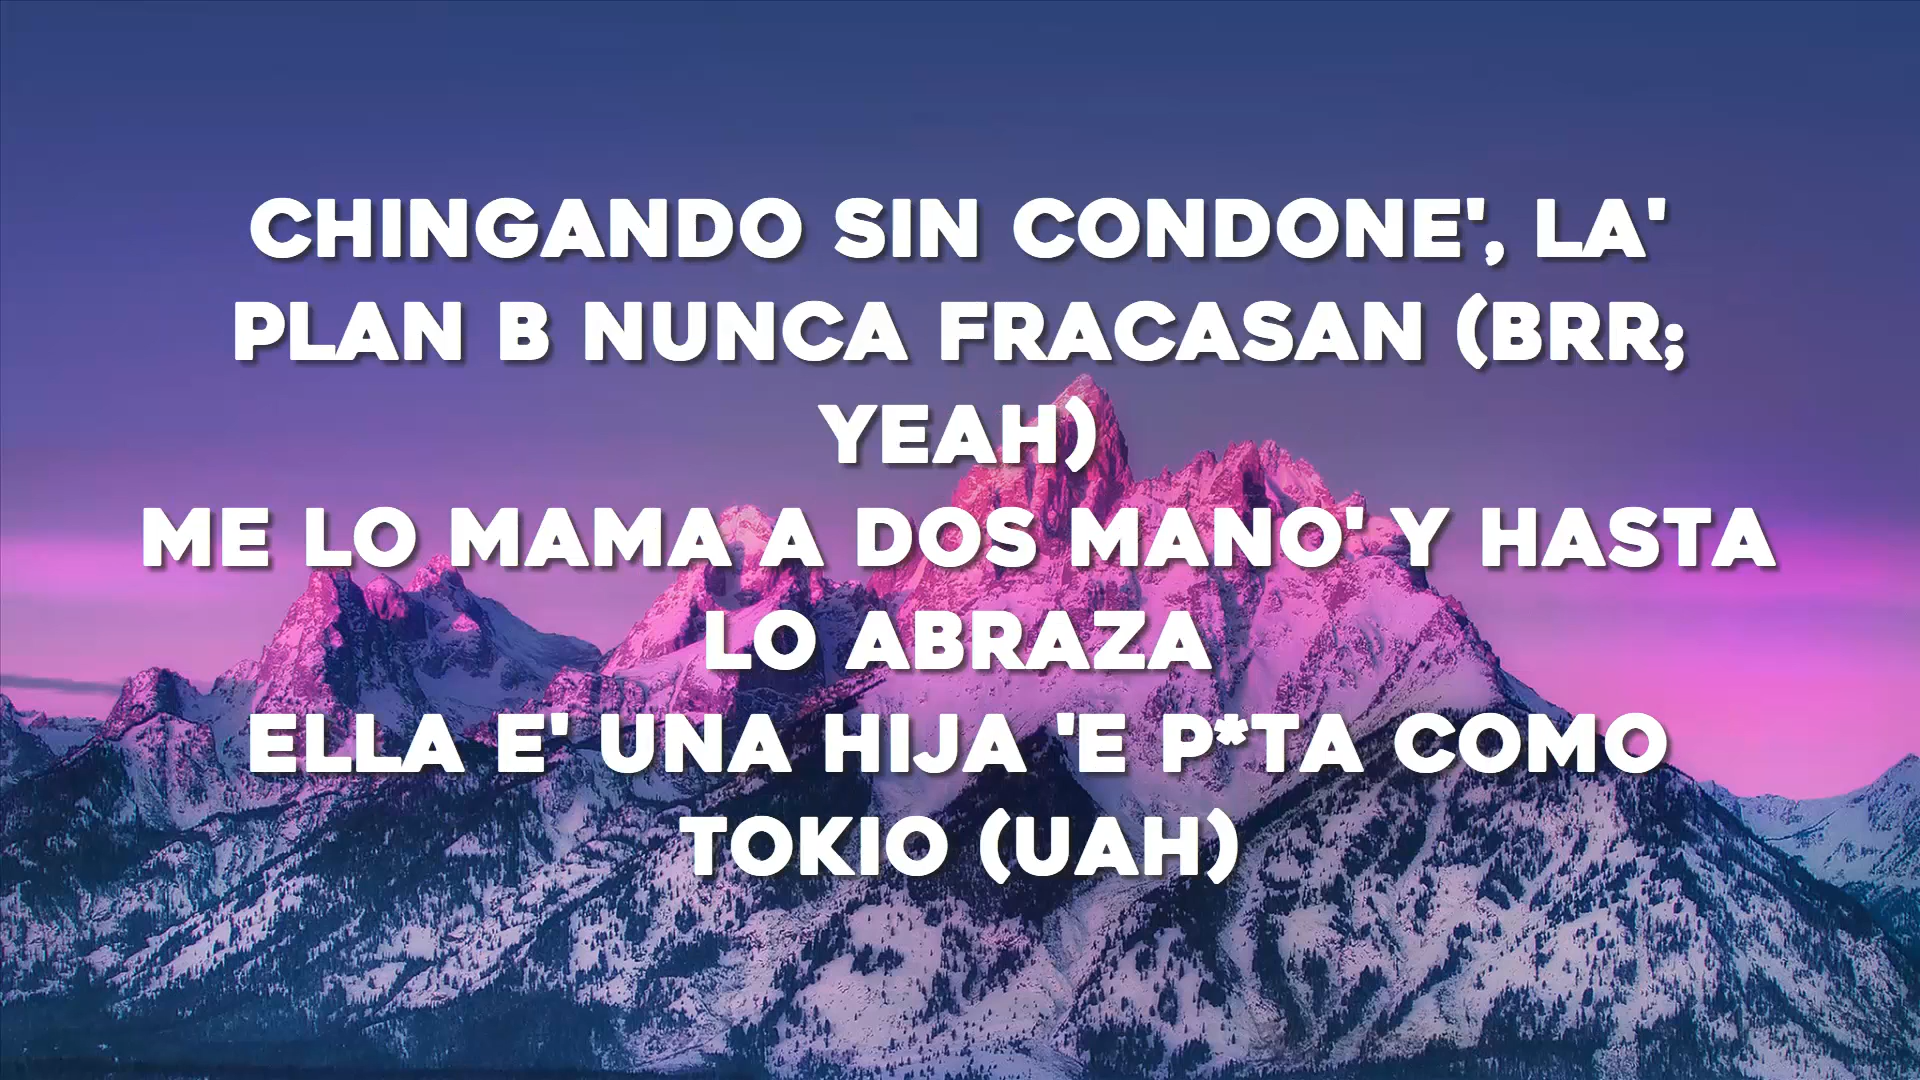 CHINGANDO SIN CONDONE', LA'
PLAN B NUNCA FRACASAN (BRR;
YEAH)
ME LO MAMA A DOS MANO' Y HASTA
LO ABRAZA
ELLA E' UNA HIJA 'E P*TA COMO
TOKIO (UAH)